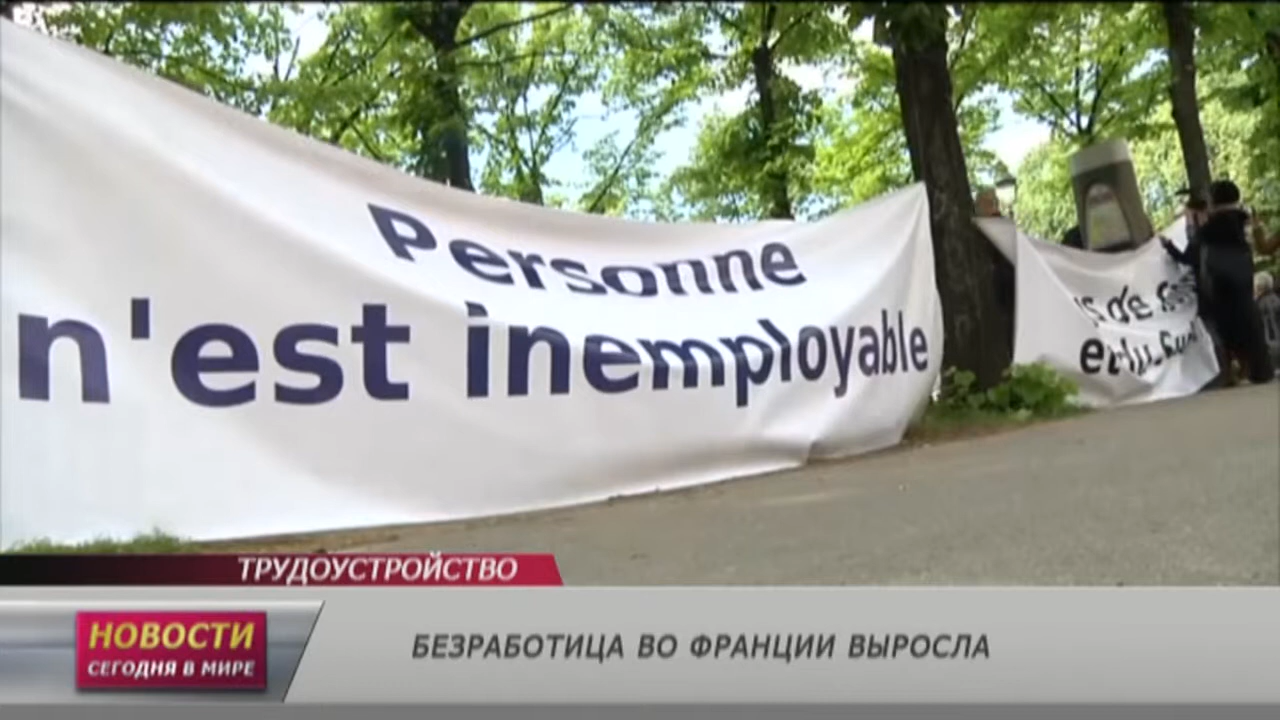 Personne
n'est inemployable
ТРУДОУСТРОЙСТВО
НОВОСТИ
СЕГОДНЯ В МИРЕ
БЕЗРАБОТИЦА ВО ФРАНЦИИ ВЫРОСЛА